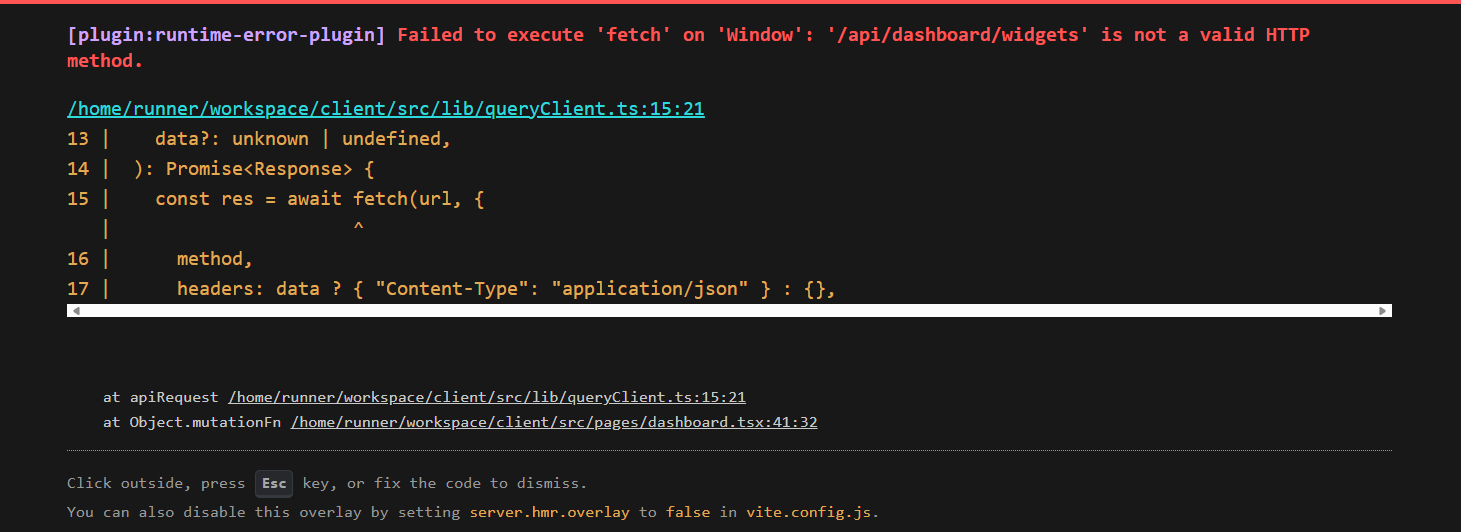 [plugin:runtime-error-plugin] Failed to execute 'fetch' on 'Window': '/api/dashboard/widgets' is not a valid HTTP
method.
/home/runner/workspace/client/src/lib/queryClient.ts:15:21
13 |    data?: unknown | undefined,
14 |  ): Promise<Response> {
15 |    const res = await fetch(url, {
   |                      ^
16 |      method,
17 |      headers: data ? { "Content-Type": "application/json" } : {},
at apiRequest /home/runner/workspace/client/src/lib/queryClient.ts:15:21
at Object.mutationFn /home/runner/workspace/client/src/pages/dashboard.tsx:41:32
Click outside, press Esc key, or fix the code to dismiss.
You can also disable this overlay by setting server.hmr.overlay to false in vite.config.js.